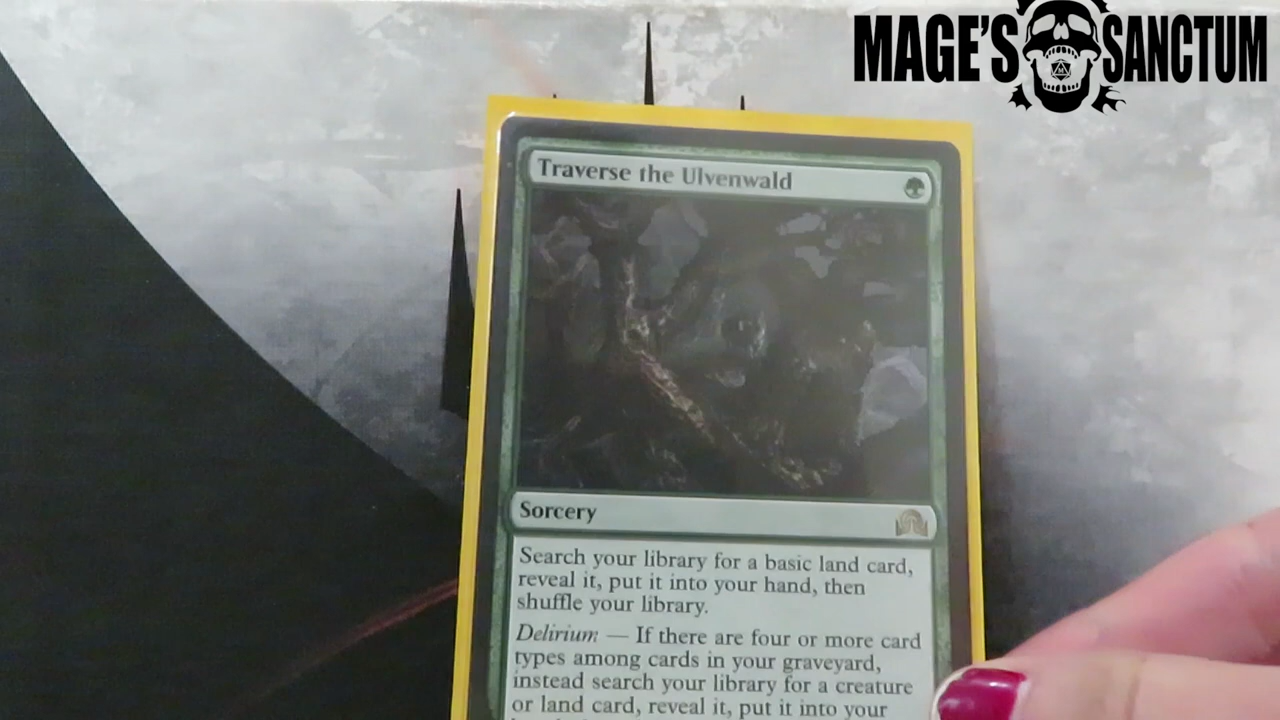 MAGE'S SANCTUM
Traverse the Ulvenwald
Sorcery
Search your library for a basic land card,
reveal it, put it into your hand, then
shuffle your library.
Delirium — If there are four or more card
types among cards in your graveyard,
instead search your library for a creature
or land card, reveal it, put it into your